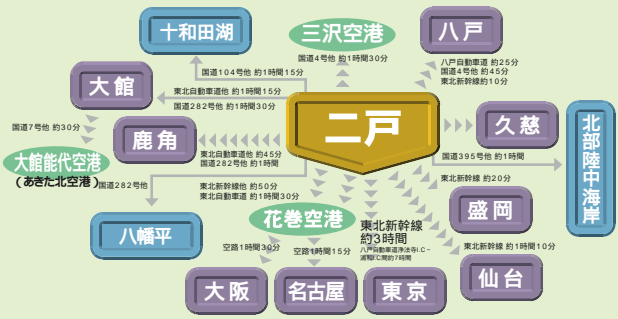 十和田湖
三沢空港
八戸
国道4号他 約1時間30分
八戸自動車道 約25分
国道4号他 約45分
東北新幹線約10分
国道104号他 約1時間15分
大館
東北自動車道他 約1時間15分
国道282号他 約1時間30分
二戸
久慈
北部陸中海岸
国道7号他 約30分
鹿角
東北自動車道他 約45分
国道282号他 約1時間
国道395号他 約1時間
大館能代空港
(あきた北空港)
国道282号他
東北新幹線他 約50分
東北自動車道 約1時間30分
東北新幹線 約20分
盛岡
八幡平
花巻空港
東北新幹線
約3時間
八戸自動車道浄法寺I.C~
浦和I.C間約7時間
空路1時間30分
空路1時間15分
東北新幹線 約1時間10分
仙台
大阪
名古屋
東京